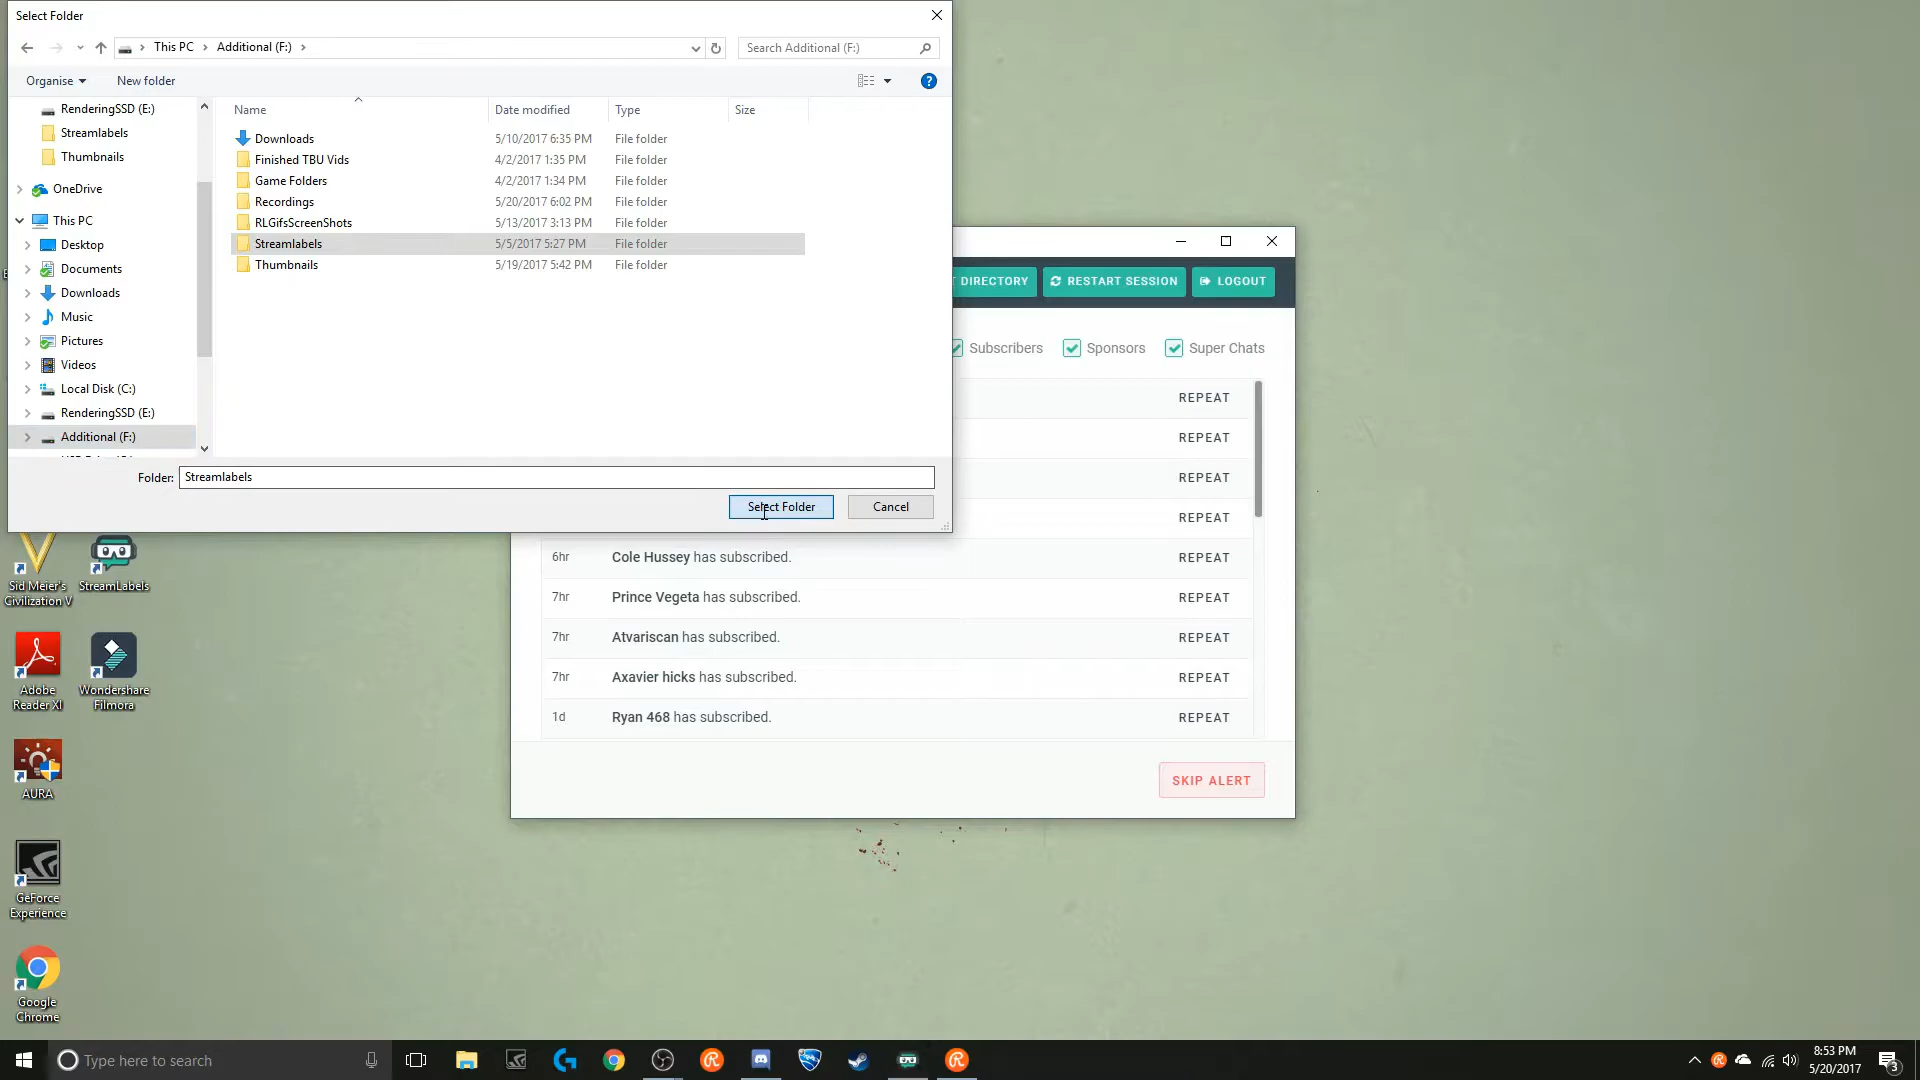 Select Folder
This PC
Additional (F:)
Search Additional (F:)
Organise
New folder
RenderingSSD (E:)
Streamlabels
Thumbnails
OneDrive
This PC
Desktop
Documents
Downloads
Music
Pictures
Videos
Local Disk (C:)
RenderingSSD (E:)
Additional (F:)
Name
Date modified
Type
Size
Downloads 5/10/2017 6:35 PM File folder
Finished TBU Vids 4/2/2017 1:35 PM File folder
Game Folders 4/2/2017 1:34 PM File folder
Recordings 5/20/2017 6:02 PM File folder
RLGifsScreenShots 5/13/2017 3:13 PM File folder
Streamlabels 5/5/2017 5:27 PM File folder
Thumbnails 5/19/2017 5:42 PM File folder
Folder: Streamlabels
Select Folder
Cancel
DIRECTORY
RESTART SESSION
LOGOUT
Subscribers
Sponsors
Super Chats
REPEAT
REPEAT
REPEAT
REPEAT
6hr Cole Hussey has subscribed. REPEAT
7hr Prince Vegeta has subscribed. REPEAT
7hr Atvariscan has subscribed. REPEAT
7hr Axavier hicks has subscribed. REPEAT
1d Ryan 468 has subscribed. REPEAT
SKIP ALERT
Sid Meier's
Civilization V
StreamLabels
Adobe
Reader XI
Wondershare
Filmora
AURA
GeForce
Experience
Google
Chrome
Type here to search
8:53 PM
5/20/2017
3